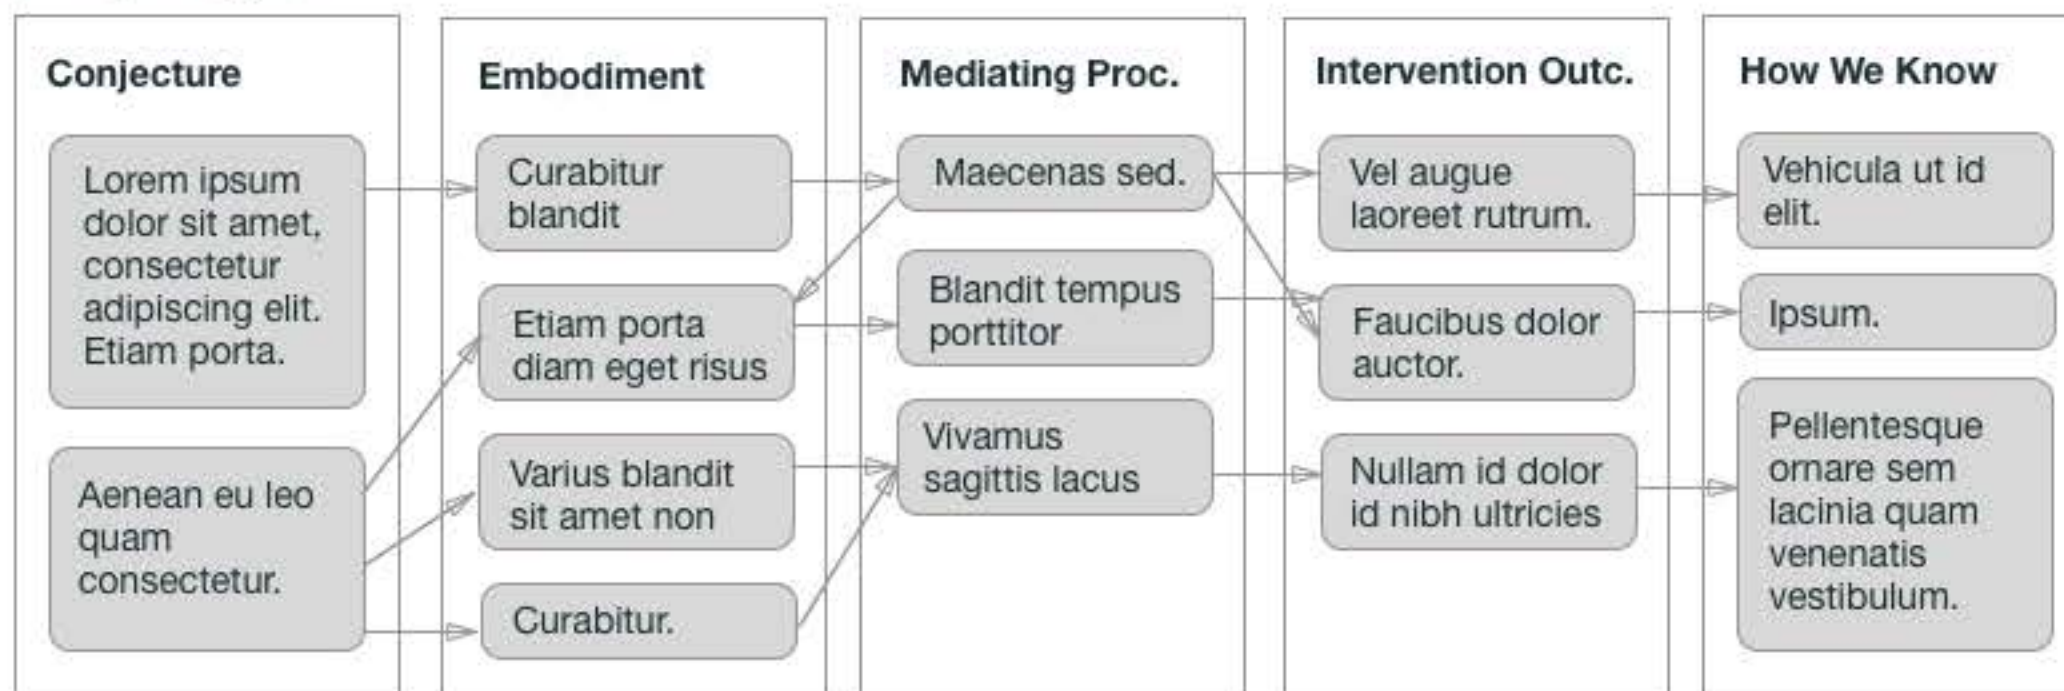 Conjecture
Lorem ipsum
dolor sit amet,
consectetur
adipiscing elit.
Etiam porta.
Aenean eu leo
quam
consectetur.
Embodiment
Curabitur
blandit
Etiam porta
diam eget risus
Varius blandit
sit amet non
Curabitur.
Mediating Proc.
Maecenas sed.
Blandit tempus
porttitor
Vivamus
sagittis lacus
Intervention Outc.
Vel augue
laoreet rutrum.
Faucibus dolor
auctor.
Nullam id dolor
id nibh ultricies
How We Know
Vehicula ut id
elit.
Ipsum.
Pellentesque
ornare sem
lacinia quam
venenatis
vestibulum.